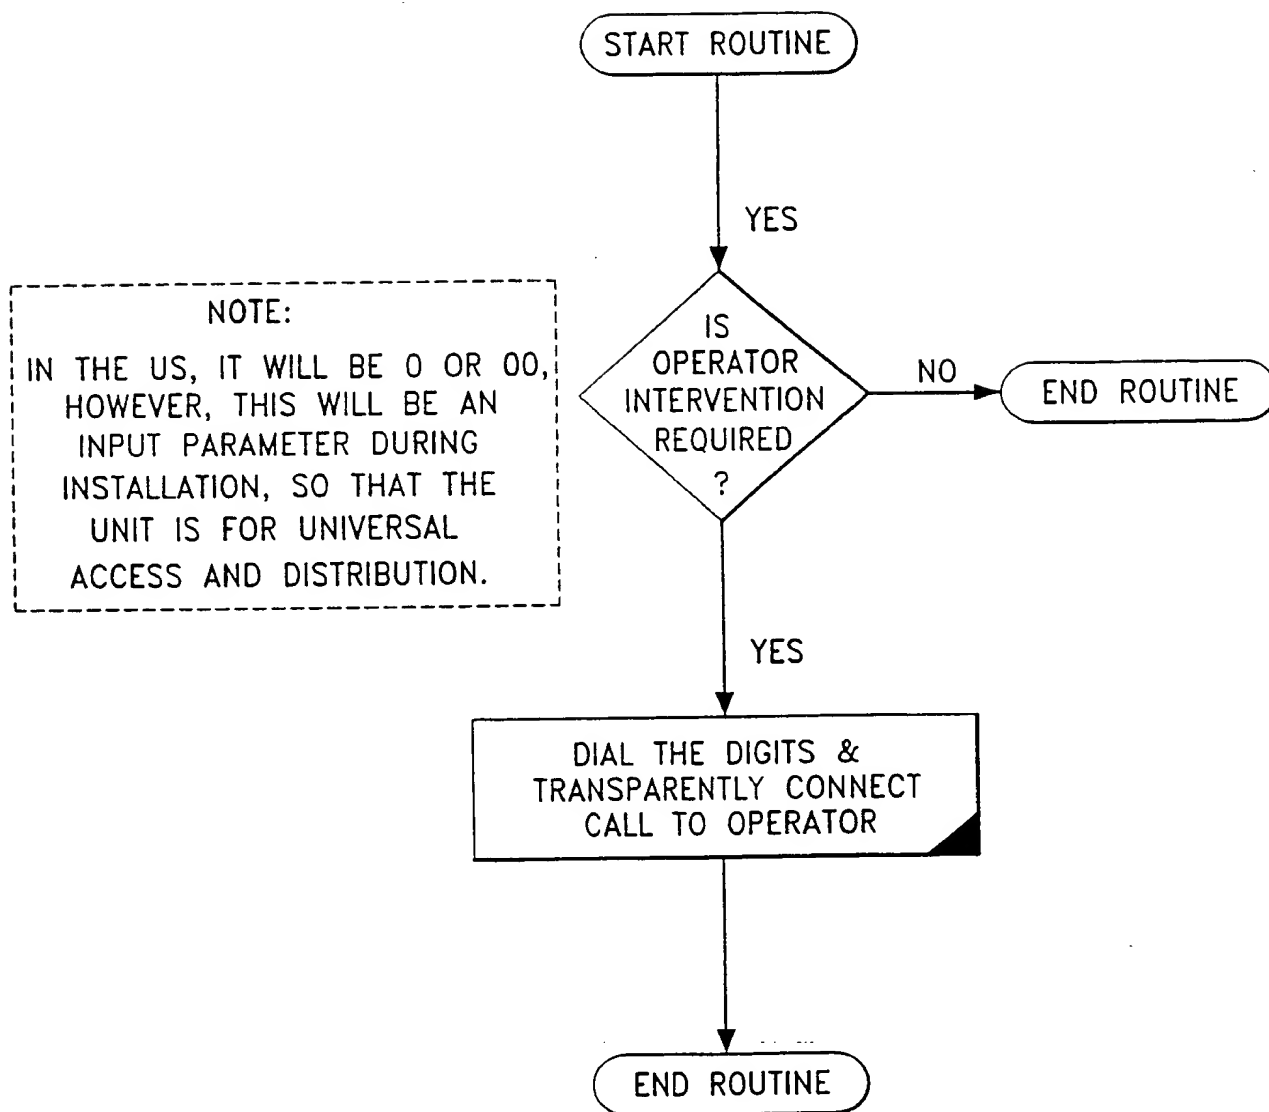 START ROUTINE
YES
NOTE:
IN THE US, IT WILL BE 0 OR 00,
HOWEVER, THIS WILL BE AN
INPUT PARAMETER DURING
INSTALLATION, SO THAT THE
UNIT IS FOR UNIVERSAL
ACCESS AND DISTRIBUTION.
IS
OPERATOR
INTERVENTION
REQUIRED
?
NO
END ROUTINE
YES
DIAL THE DIGITS &
TRANSPARENTLY CONNECT
CALL TO OPERATOR
END ROUTINE